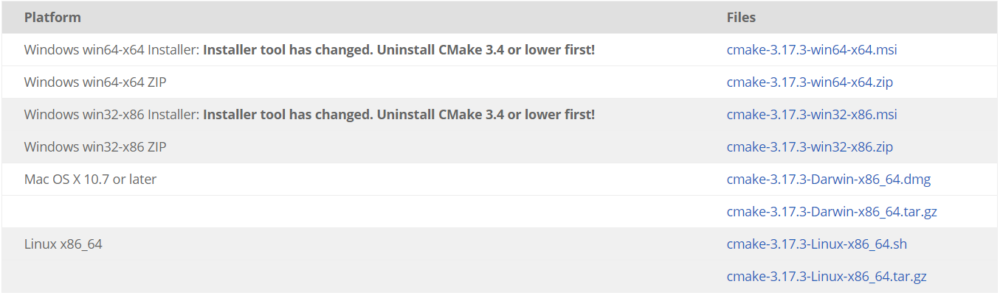 Platform Files
Windows win64-x64 Installer: Installer tool has changed. Uninstall CMake 3.4 or lower first! cmake-3.17.3-win64-x64.msi
Windows win64-x64 ZIP cmake-3.17.3-win64-x64.zip
Windows win32-x86 Installer: Installer tool has changed. Uninstall CMake 3.4 or lower first! cmake-3.17.3-win32-x86.msi
Windows win32-x86 ZIP cmake-3.17.3-win32-x86.zip
Mac OS X 10.7 or later cmake-3.17.3-Darwin-x86_64.dmg
cmake-3.17.3-Darwin-x86_64.tar.gz
Linux x86_64 cmake-3.17.3-Linux-x86_64.sh
cmake-3.17.3-Linux-x86_64.tar.gz